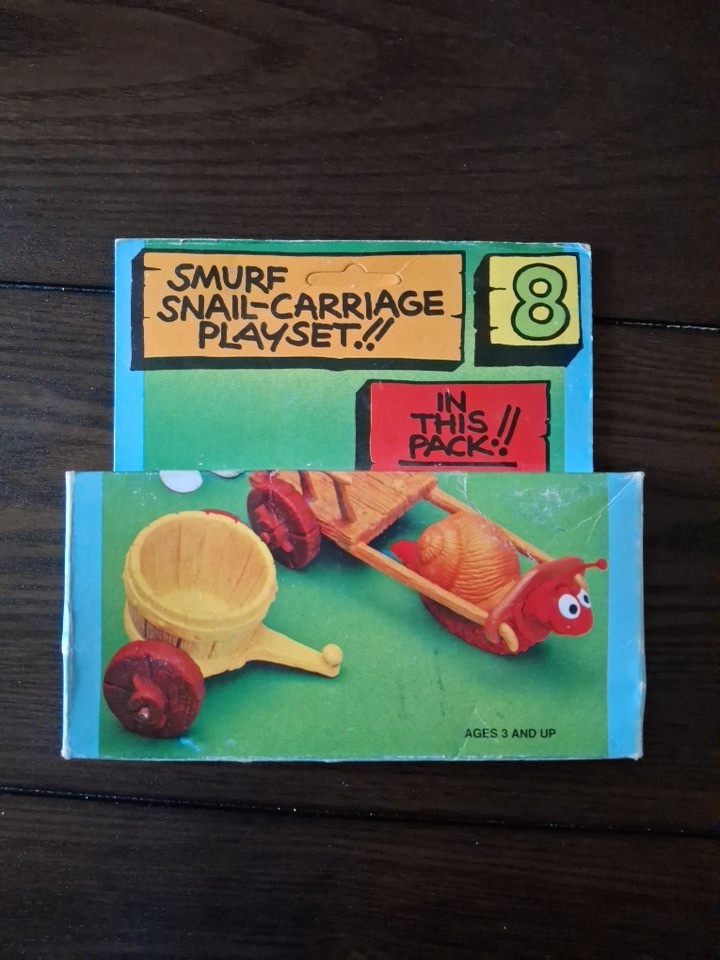 SMURF
SNAIL-CARRIAGE
PLAYSET!!
8
IN
THIS
PACK!!
AGES 3 AND UP